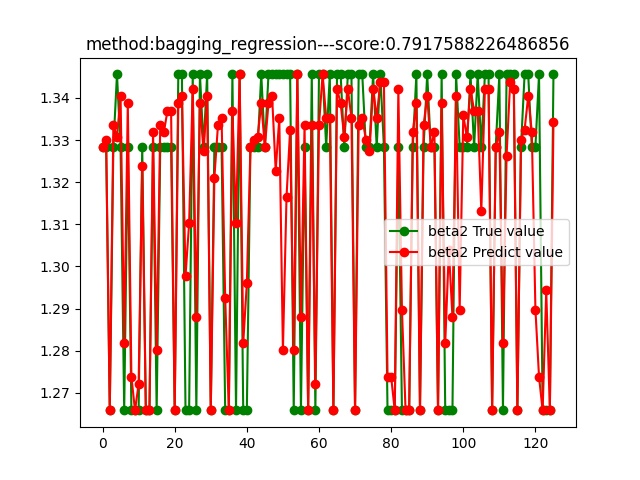 method:bagging_regression---score:0.7917588226486856
1.34
1.33
1.32
1.31
1.30
1.29
1.28
1.27
beta2 True value
beta2 Predict value
0 20 40 60 80 100 120